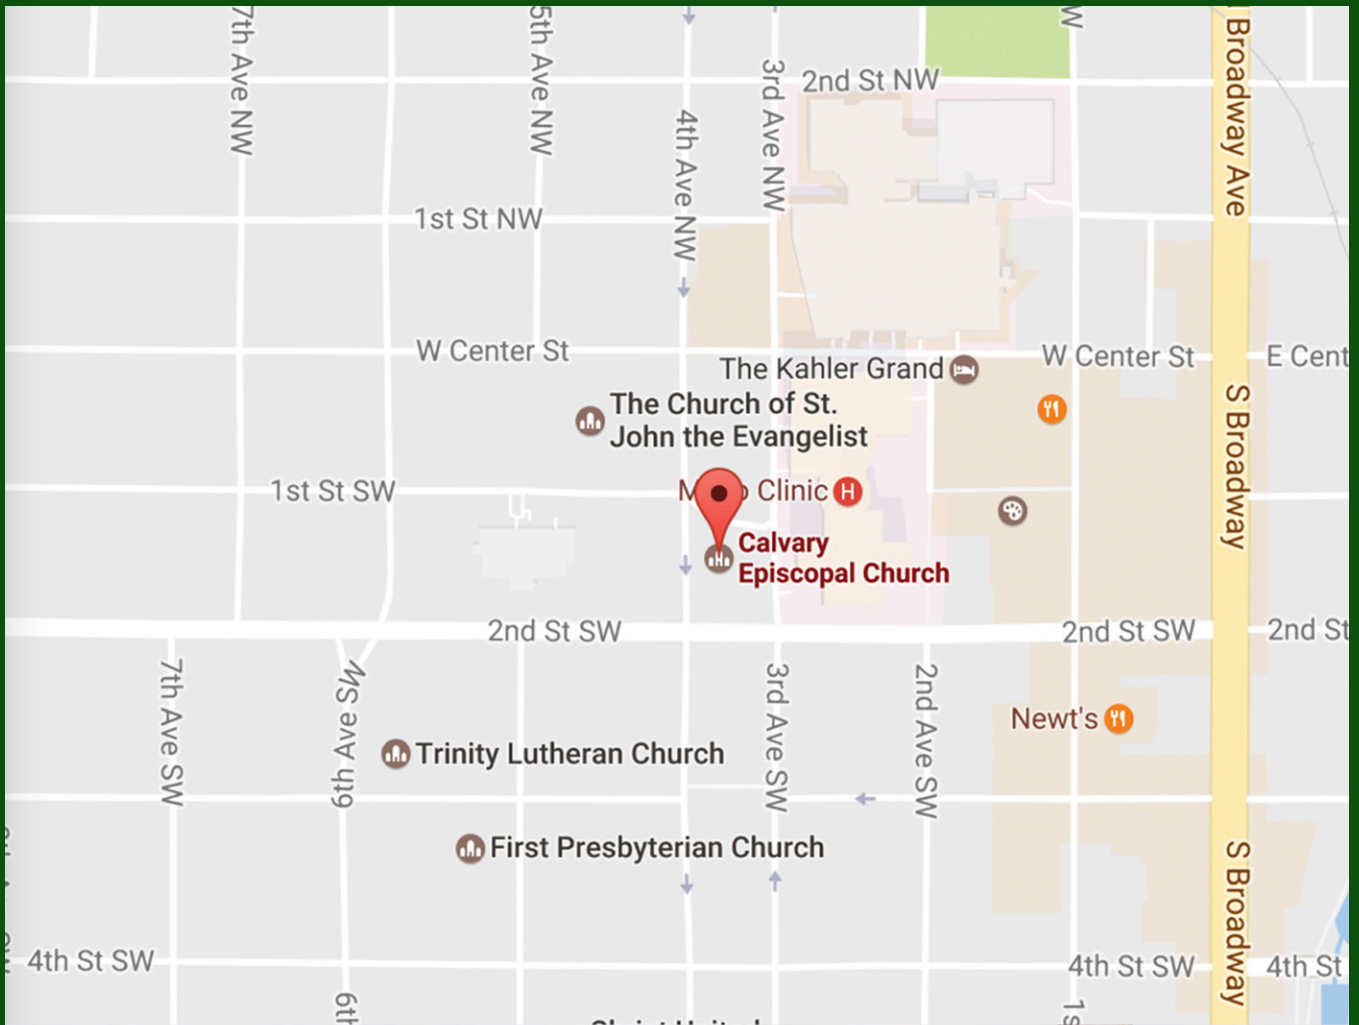 7th Ave NW
5th Ave NW
4th Ave NW
3rd Ave NW
2nd St NW
W
Broadway Ave
1st St NW
W Center St
W Center St
E Cent
The Kahler Grand
The Church of St.
John the Evangelist
S Broadway
1st St SW
Clinic
H
Calvary
Episcopal Church
2nd St SW
2nd St SW
2nd St
7th Ave SW
6th Ave SW
3rd Ave SW
2nd Ave SW
Newt's
Trinity Lutheran Church
First Presbyterian Church
S Broadway
4th St SW
4th St SW
4th St
6th
1s